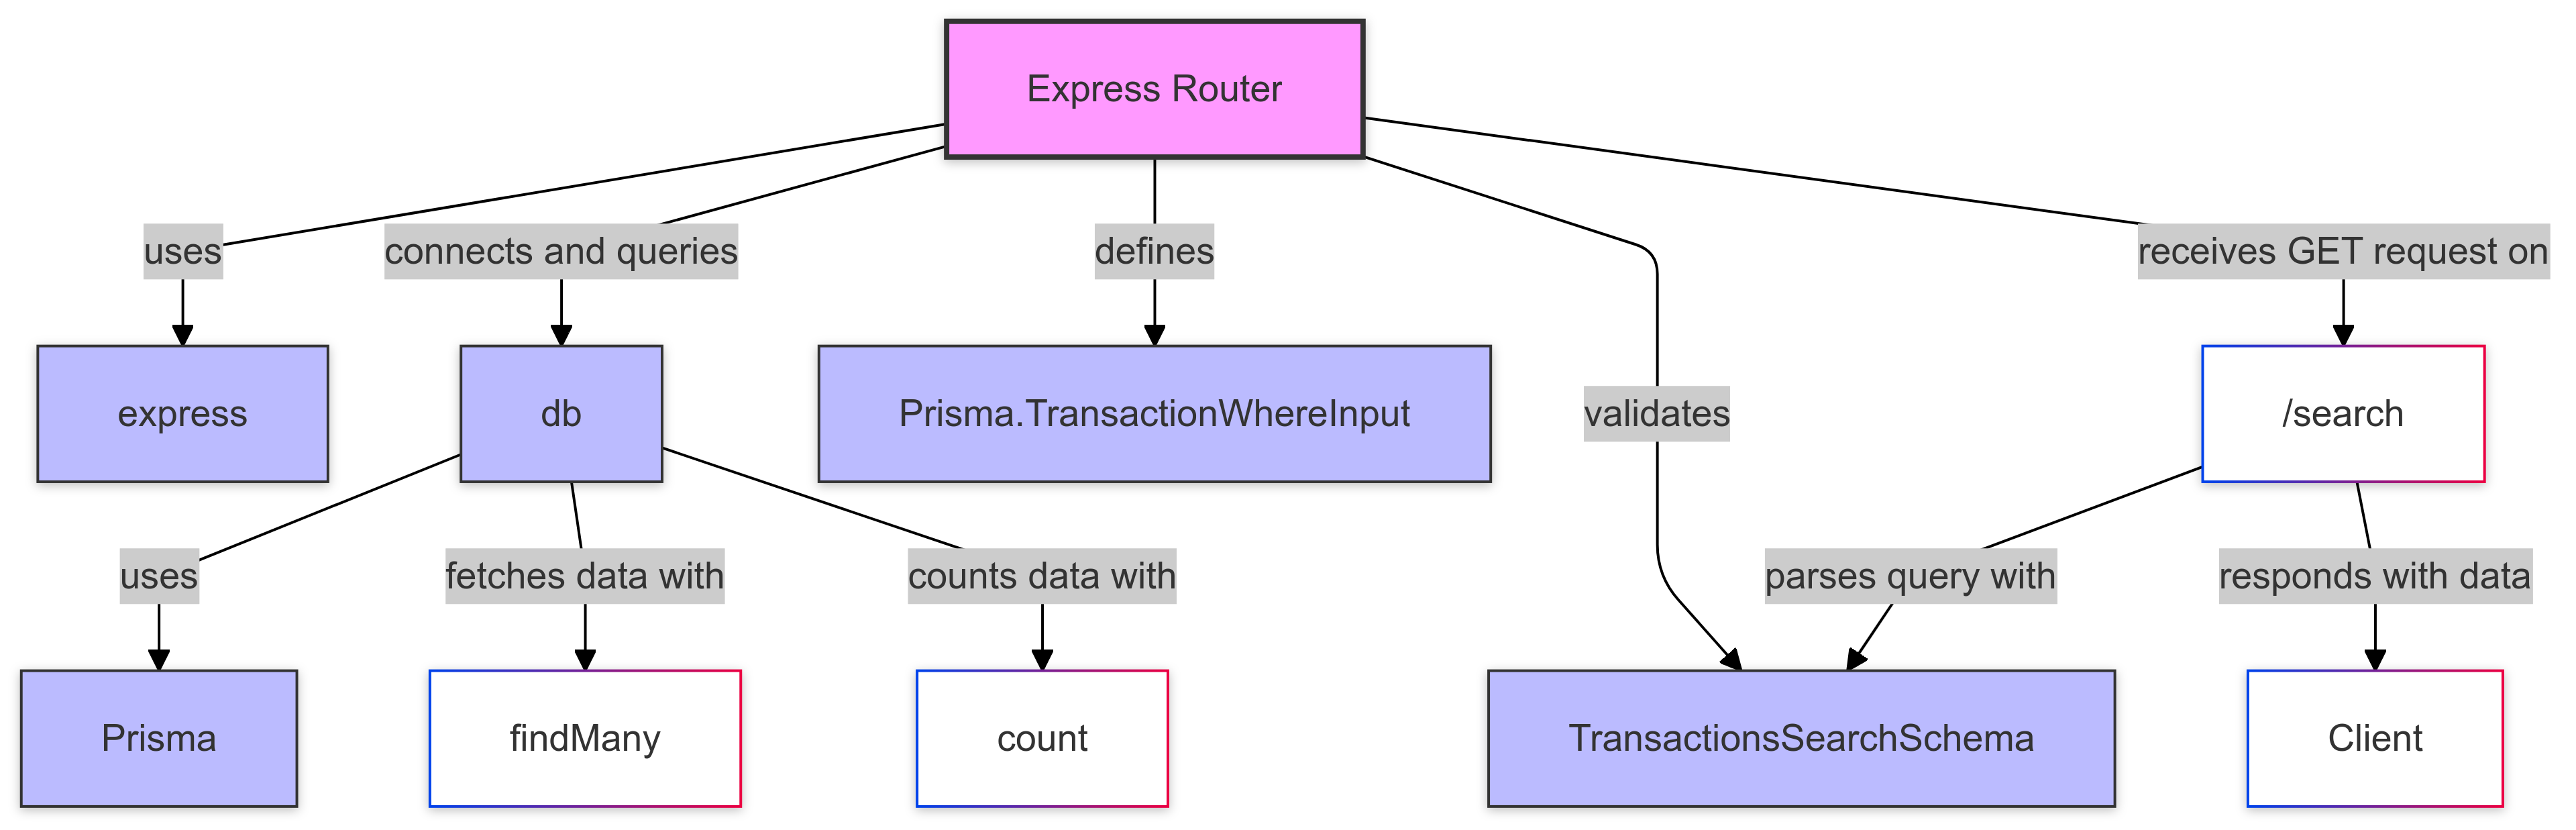 Express Router
uses
connects and queries
defines
receives GET request on
express
db
Prisma.TransactionWhereInput
validates
/search
uses
fetches data with
counts data with
parses query with
responds with data
Prisma
findMany
count
TransactionsSearchSchema
Client